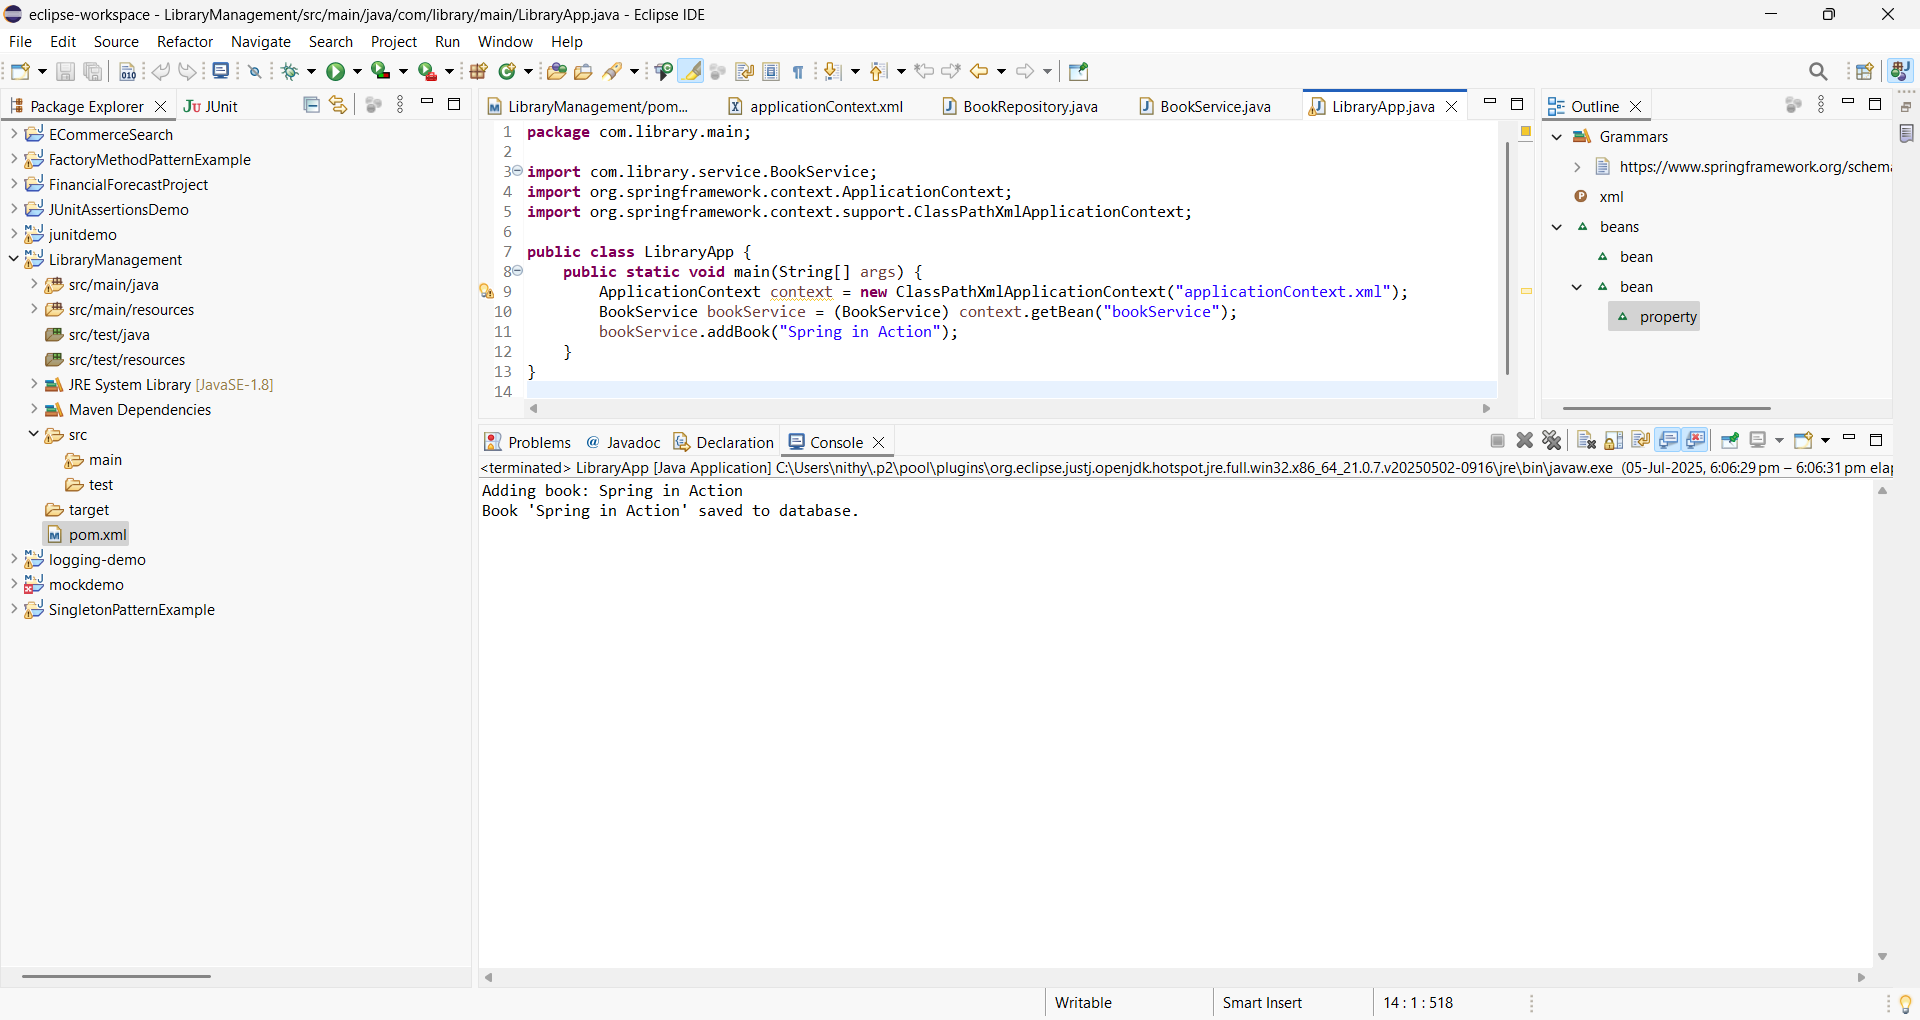 eclipse-workspace - LibraryManagement/src/main/java/com/library/main/LibraryApp.java - Eclipse IDE
File Edit Source Refactor Navigate Search Project Run Window Help
Package Explorer
JUnit
ECommerceSearch
FactoryMethodPatternExample
FinancialForecastProject
JUnitAssertionsDemo
junitdemo
LibraryManagement
src/main/java
src/main/resources
src/test/java
src/test/resources
JRE System Library [JavaSE-1.8]
Maven Dependencies
src
main
test
target
pom.xml
logging-demo
mockdemo
SingletonPatternExample
LibraryManagement/pom...
applicationContext.xml
BookRepository.java
BookService.java
LibraryApp.java
1 package com.library.main;
2
3 import com.library.service.BookService;
4 import org.springframework.context.ApplicationContext;
5 import org.springframework.context.support.ClassPathXmlApplicationContext;
6
7 public class LibraryApp {
8 public static void main(String[] args) {
9 ApplicationContext context = new ClassPathXmlApplicationContext("applicationContext.xml");
10 BookService bookService = (BookService) context.getBean("bookService");
11 bookService.addBook("Spring in Action");
12 }
13 }
14
Outline
Grammars
https://www.springframework.org/schema
xml
beans
bean
bean
property
Problems
@ Javadoc
Declaration
Console
<terminated> LibraryApp [Java Application] C:\Users\nithy\.p2\pool\plugins\org.eclipse.justj.openjdk.hotspot.jre.full.win32.x86_64_21.0.7.v20250502-0916\jre\bin\javaw.exe (05-Jul-2025, 6:06:29 pm – 6:06:31 pm elap
Adding book: Spring in Action
Book 'Spring in Action' saved to database.
Writable
Smart Insert
14 : 1 : 518